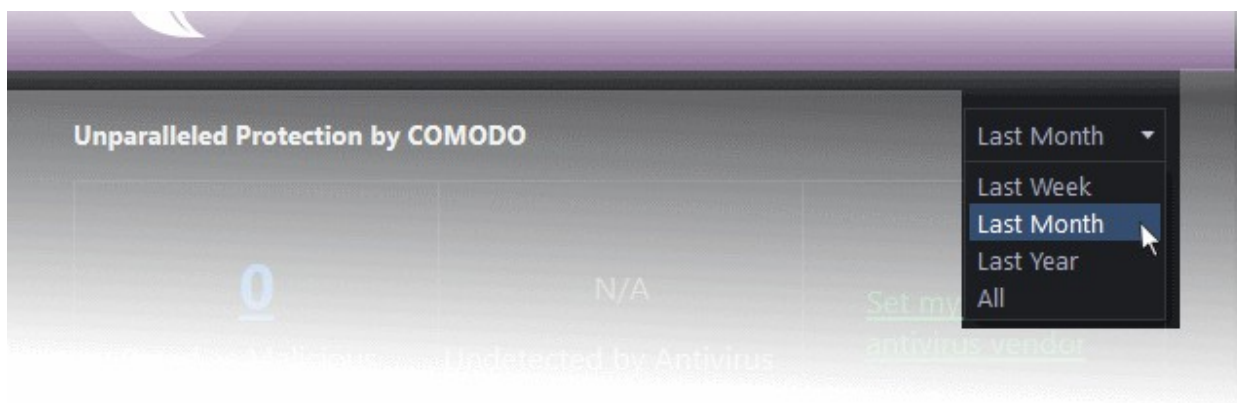 Unparalleled Protection by COMODO
Last Month
Last Week
Last Month
Last Year
All
0
N/A
Set my
antivirus vendor
Malicious
Undetected by Antivirus